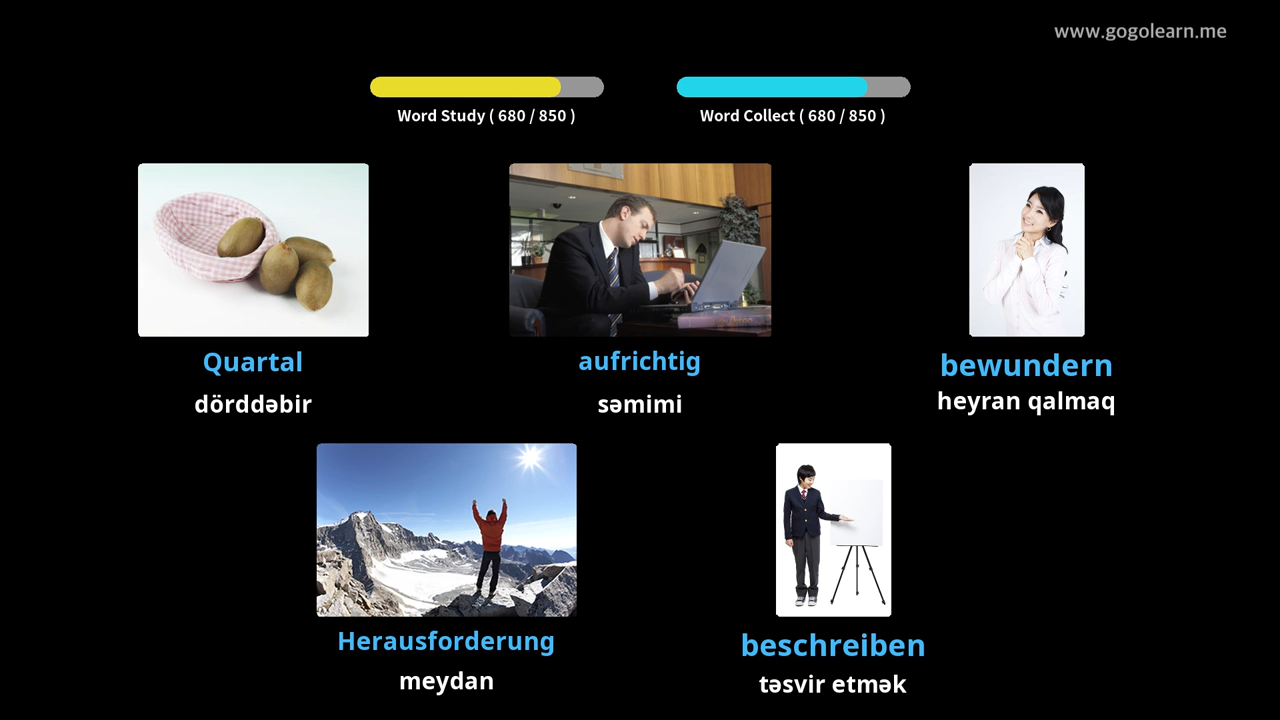 www.gogolearn.me
Word Study ( 680 / 850 )
Word Collect ( 680 / 850 )
Quartal
dörddəbir
aufrichtig
səmimi
bewundern
heyran qalmaq
Herausforderung
meydan
beschreiben
təsvir etmək